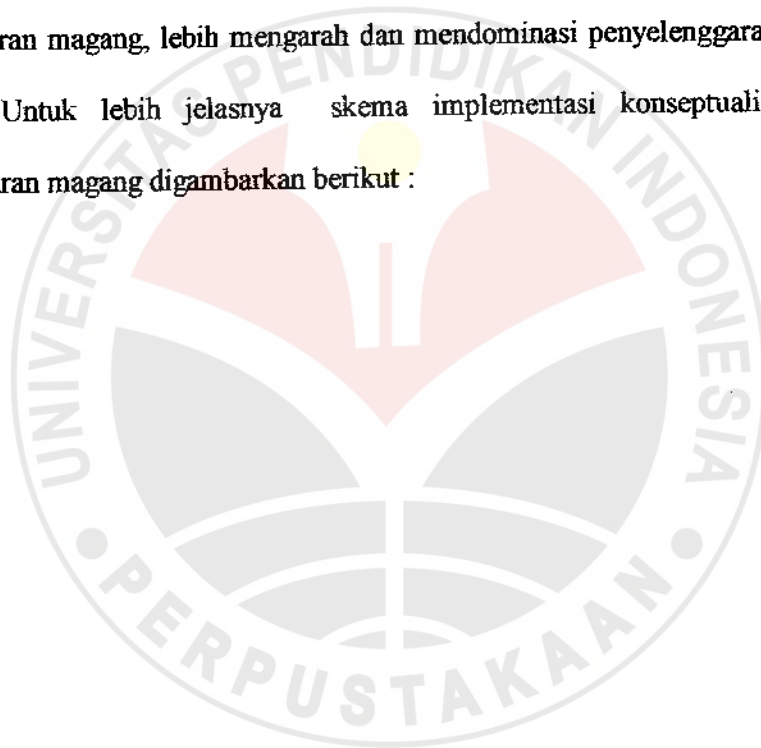 ran magang, lebih mengarah dan mendominasi penyelenggara
Untuk lebih jelasnya skema implementasi konseptuali
ran magang digambarkan berikut :
UNIVERSITAS PENDIDIKAN INDONESIA
PERPUSTAKAAN